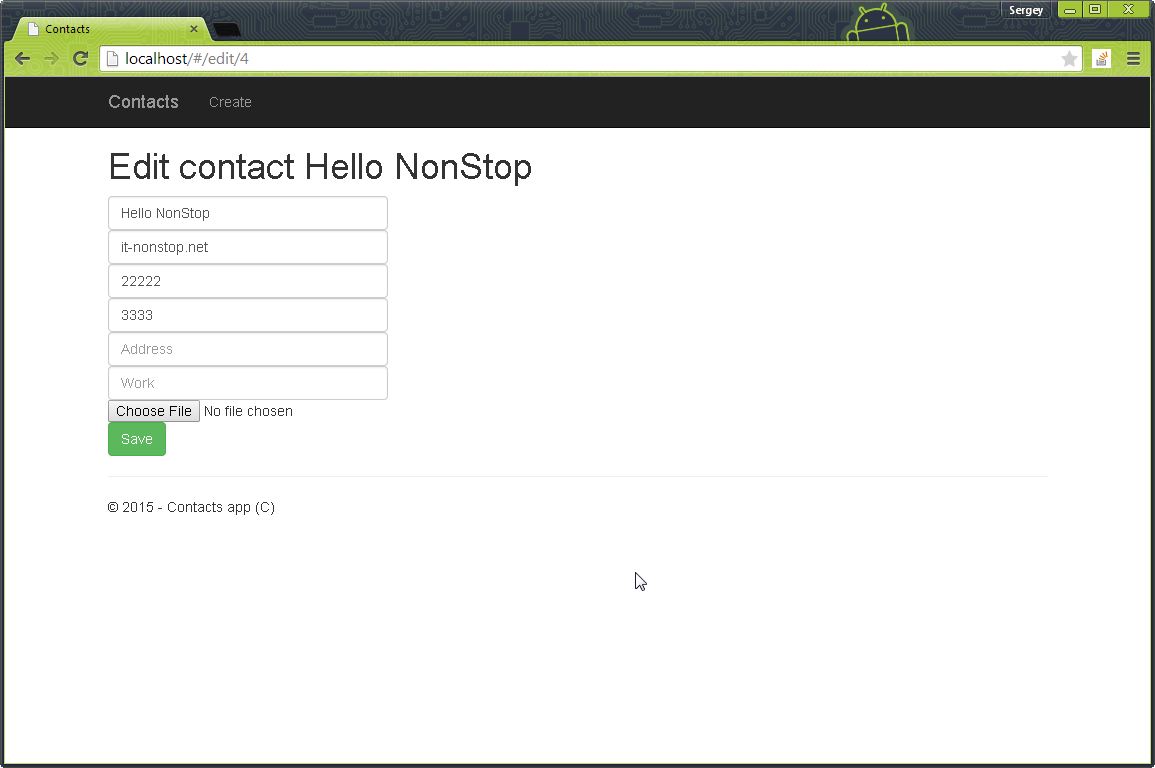 Sergey
Contacts
localhost/#/edit/4
Contacts Create
Edit contact Hello NonStop
Hello NonStop
it-nonstop.net
22222
3333
Address
Work
Choose File No file chosen
Save
© 2015 - Contacts app (C)